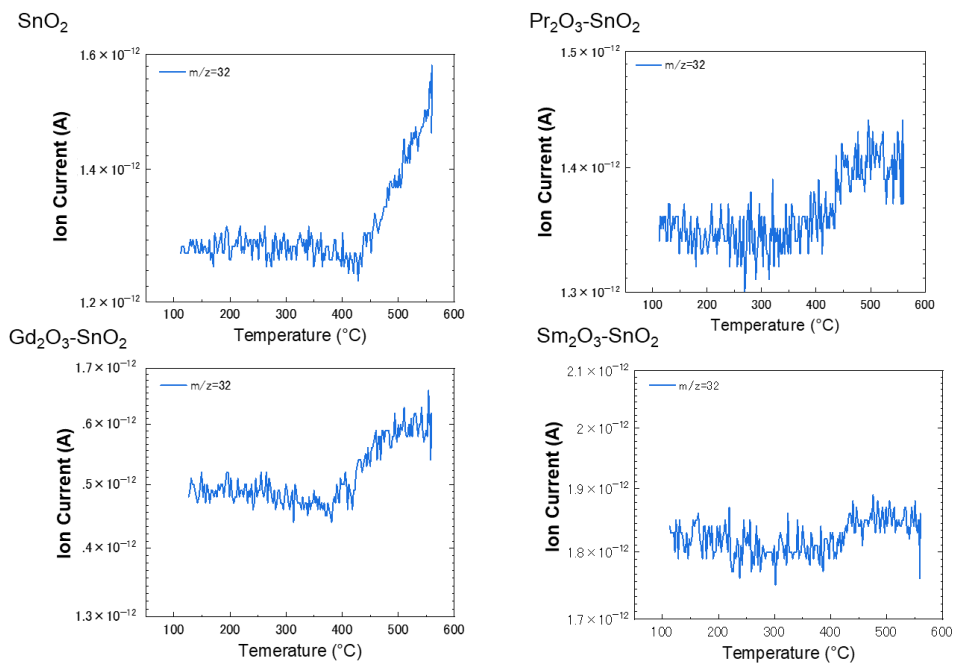 SnO₂
1.6×10⁻¹²
1.4×10⁻¹²
1.2×10⁻¹²
Ion Current (A)
m/z=32
100 200 300 400 500 600
Temperature (°C)
Pr₂O₃-SnO₂
1.5×10⁻¹²
1.4×10⁻¹²
1.3×10⁻¹²
Ion Current (A)
m/z=32
100 200 300 400 500 600
Temperature (°C)
Gd₂O₃-SnO₂
1.7×10⁻¹²
.6×10⁻¹²
.5×10⁻¹²
.4×10⁻¹²
1.3×10⁻¹²
Ion Current (A)
m/z=32
100 200 300 400 500 600
Temerature (°C)
Sm₂O₃-SnO₂
2.1×10⁻¹²
2×10⁻¹²
1.9×10⁻¹²
1.8×10⁻¹²
1.7×10⁻¹²
Ion Current (A)
m/z=32
100 200 300 400 500 600
Temperature (°C)